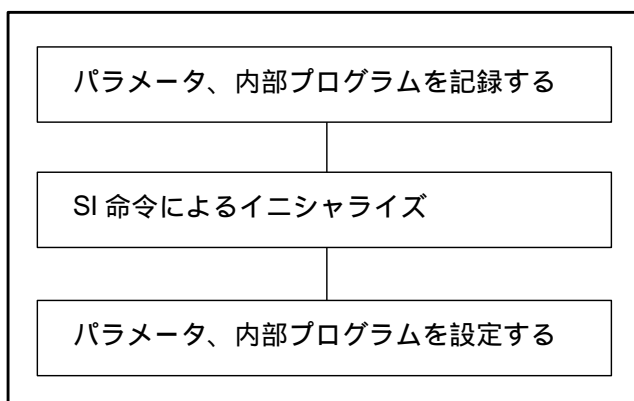 パラメータ、内部プログラムを記録する
SI 命令によるイニシャライズ
パラメータ、内部プログラムを設定する